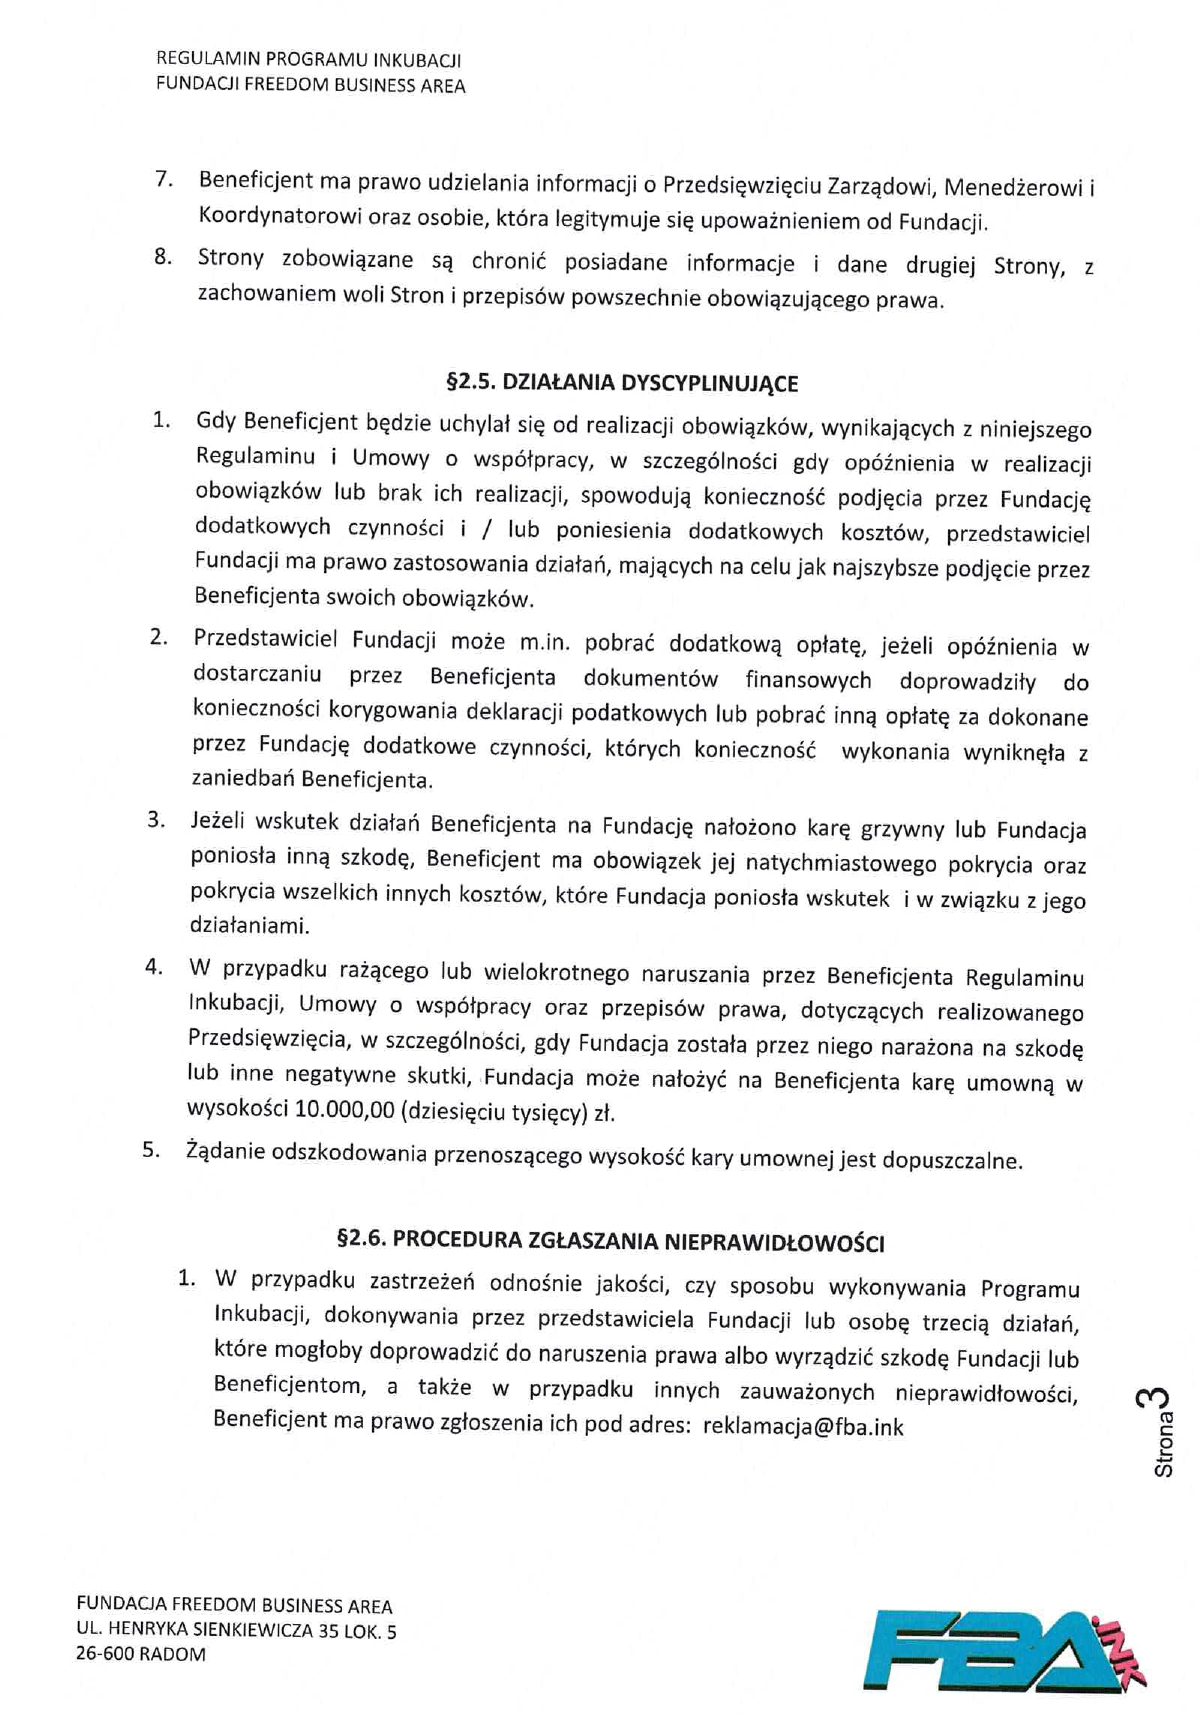 REGULAMIN PROGRAMU INKUBACJI
FUNDACJI FREEDOM BUSINESS AREA
7. Beneficjent ma prawo udzielania informacji o Przedsięwzięciu Zarządowi, Menedżerowi i
Koordynatorowi oraz osobie, która legitymuje się upoważnieniem od Fundacji.
8. Strony zobowiązane są chronić posiadane informacje i dane drugiej Strony, z
zachowaniem woli Stron i przepisów powszechnie obowiązującego prawa.
§2.5. DZIAŁANIA DYSCYPLINUJĄCE
1. Gdy Beneficjent będzie uchylał się od realizacji obowiązków, wynikających z niniejszego
Regulaminu i Umowy o współpracy, w szczególności gdy opóźnienia w realizacji
obowiązków lub brak ich realizacji, spowodują konieczność podjęcia przez Fundację
dodatkowych czynności i / lub poniesienia dodatkowych kosztów, przedstawiciel
Fundacji ma prawo zastosowania działań, mających na celu jak najszybsze podjęcie przez
Beneficjenta swoich obowiązków.
2. Przedstawiciel Fundacji może m.in. pobrać dodatkową opłatę, jeżeli opóźnienia w
dostarczaniu przez Beneficjenta dokumentów finansowych doprowadziły do
konieczności korygowania deklaracji podatkowych lub pobrać inną opłatę za dokonane
przez Fundację dodatkowe czynności, których konieczność wykonania wyniknęła z
zaniedbań Beneficjenta.
3. Jeżeli wskutek działań Beneficjenta na Fundację nałożono karę grzywny lub Fundacja
poniosła inną szkodę, Beneficjent ma obowiązek jej natychmiastowego pokrycia oraz
pokrycia wszelkich innych kosztów, które Fundacja poniosła wskutek i w związku z jego
działaniami.
4. W przypadku rażącego lub wielokrotnego naruszania przez Beneficjenta Regulaminu
Inkubacji, Umowy o współpracy oraz przepisów prawa, dotyczących realizowanego
Przedsięwzięcia, w szczególności, gdy Fundacja została przez niego narażona na szkodę
lub inne negatywne skutki, Fundacja może nałożyć na Beneficjenta karę umowną w
wysokości 10.000,00 (dziesięciu tysięcy) zł.
5. Żądanie odszkodowania przenoszącego wysokość kary umownej jest dopuszczalne.
§2.6. PROCEDURA ZGŁASZANIA NIEPRAWIDŁOWOŚCI
1. W przypadku zastrzeżeń odnośnie jakości, czy sposobu wykonywania Programu
Inkubacji, dokonywania przez przedstawiciela Fundacji lub osobę trzecią działań,
które mogłoby doprowadzić do naruszenia prawa albo wyrządzić szkodę Fundacji lub
Beneficjentom, a także w przypadku innych zauważonych nieprawidłowości,
Beneficjent ma prawo zgłoszenia ich pod adres: reklamacja@fba.ink
Strona 3
FUNDACJA FREEDOM BUSINESS AREA
UL. HENRYKA SIENKIEWICZA 35 LOK. 5
26-600 RADOM
FBA.INK